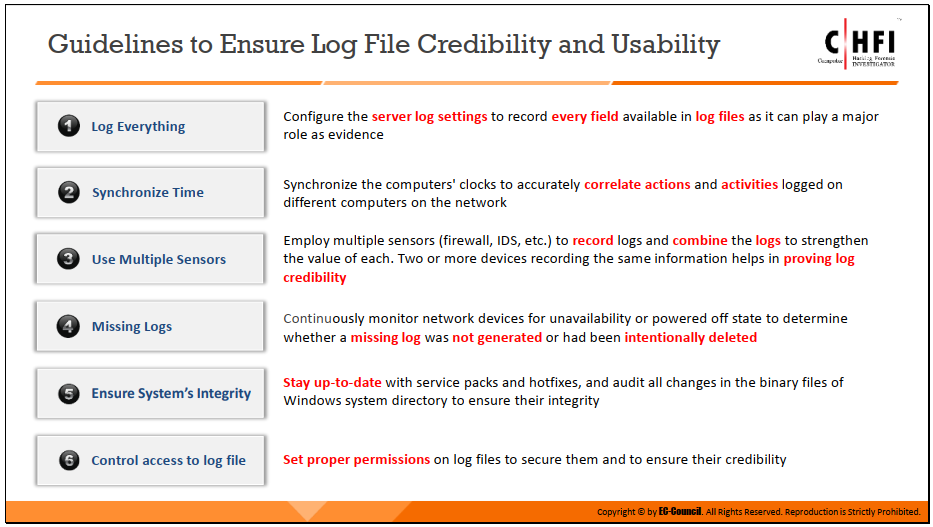 Guidelines to Ensure Log File Credibility and Usability
C HFI
Computer Hacking Forensic
INVESTIGATOR
1 Log Everything
Configure the server log settings to record every field available in log files as it can play a major
role as evidence
2 Synchronize Time
Synchronize the computers' clocks to accurately correlate actions and activities logged on
different computers on the network
3 Use Multiple Sensors
Employ multiple sensors (firewall, IDS, etc.) to record logs and combine the logs to strengthen
the value of each. Two or more devices recording the same information helps in proving log
credibility
4 Missing Logs
Continuously monitor network devices for unavailability or powered off state to determine
whether a missing log was not generated or had been intentionally deleted
5 Ensure System's Integrity
Stay up-to-date with service packs and hotfixes, and audit all changes in the binary files of
Windows system directory to ensure their integrity
6 Control access to log file
Set proper permissions on log files to secure them and to ensure their credibility
Copyright © by EC-Council. All Rights Reserved. Reproduction is Strictly Prohibited.